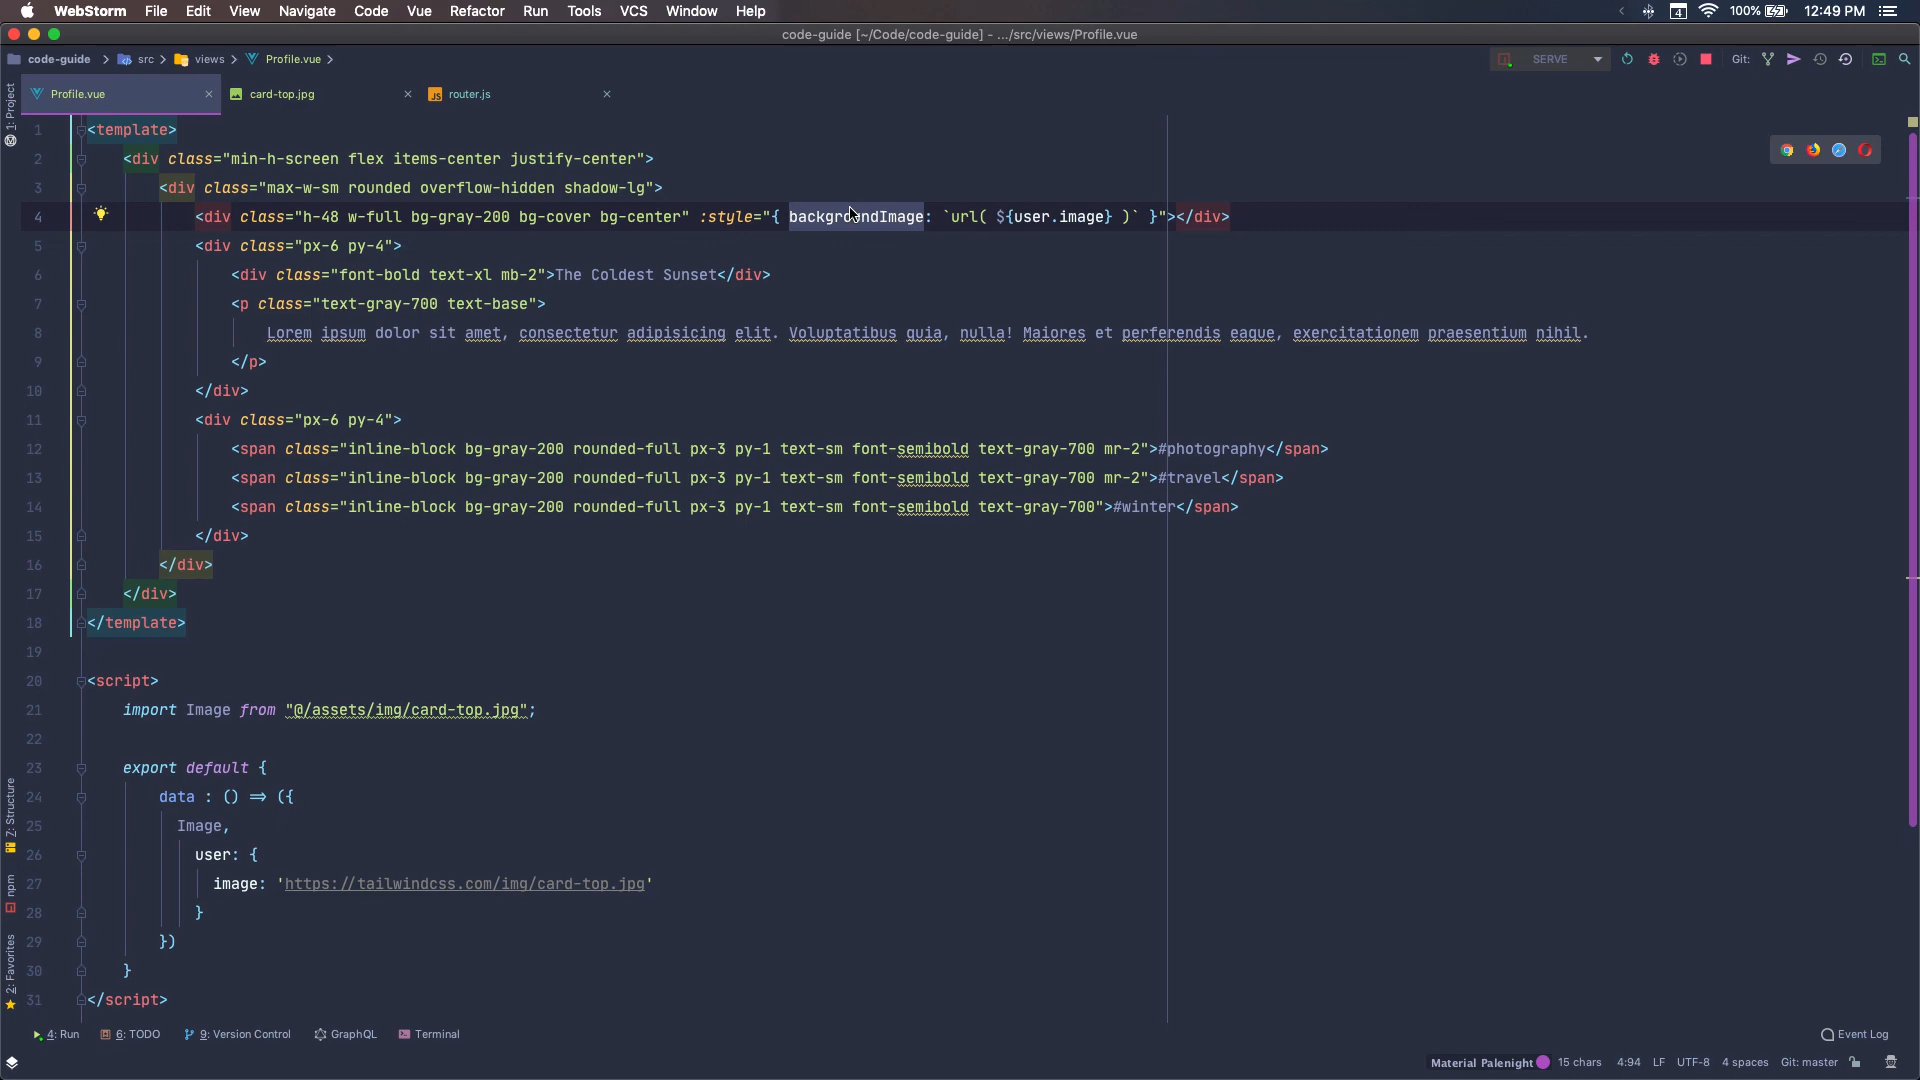 WebStorm File Edit View Navigate Code Vue Refactor Run Tools VCS Window Help 4 100% 12:49 PM
code-guide [~/Code/code-guide] - .../src/views/Profile.vue
code-guide src views Profile.vue SERVE Git:
Profile.vue card-top.jpg JS router.js
1: Project
1 <template>
2 <div class="min-h-screen flex items-center justify-center">
3 <div class="max-w-sm rounded overflow-hidden shadow-lg">
4 <div class="h-48 w-full bg-gray-200 bg-cover bg-center" :style="{ backgroundImage: `url( ${user.image} )` }"></div>
5 <div class="px-6 py-4">
6 <div class="font-bold text-xl mb-2">The Coldest Sunset</div>
7 <p class="text-gray-700 text-base">
8 Lorem ipsum dolor sit amet, consectetur adipisicing elit. Voluptatibus quia, nulla! Maiores et perferendis eaque, exercitationem praesentium nihil.
9 </p>
10 </div>
11 <div class="px-6 py-4">
12 <span class="inline-block bg-gray-200 rounded-full px-3 py-1 text-sm font-semibold text-gray-700 mr-2">#photography</span>
13 <span class="inline-block bg-gray-200 rounded-full px-3 py-1 text-sm font-semibold text-gray-700 mr-2">#travel</span>
14 <span class="inline-block bg-gray-200 rounded-full px-3 py-1 text-sm font-semibold text-gray-700">#winter</span>
15 </div>
16 </div>
17 </div>
18 </template>
19
20 <script>
21 import Image from "@/assets/img/card-top.jpg";
22
23 export default {
24 data : () => ({
25 Image,
26 user: {
27 image: 'https://tailwindcss.com/img/card-top.jpg'
28 }
29 })
30 }
31 </script>
7: Structure
npm
2: Favorites
4: Run 6: TODO 9: Version Control GraphQL Terminal Event Log
Material Palenight 15 chars 4:94 LF UTF-8 4 spaces Git: master